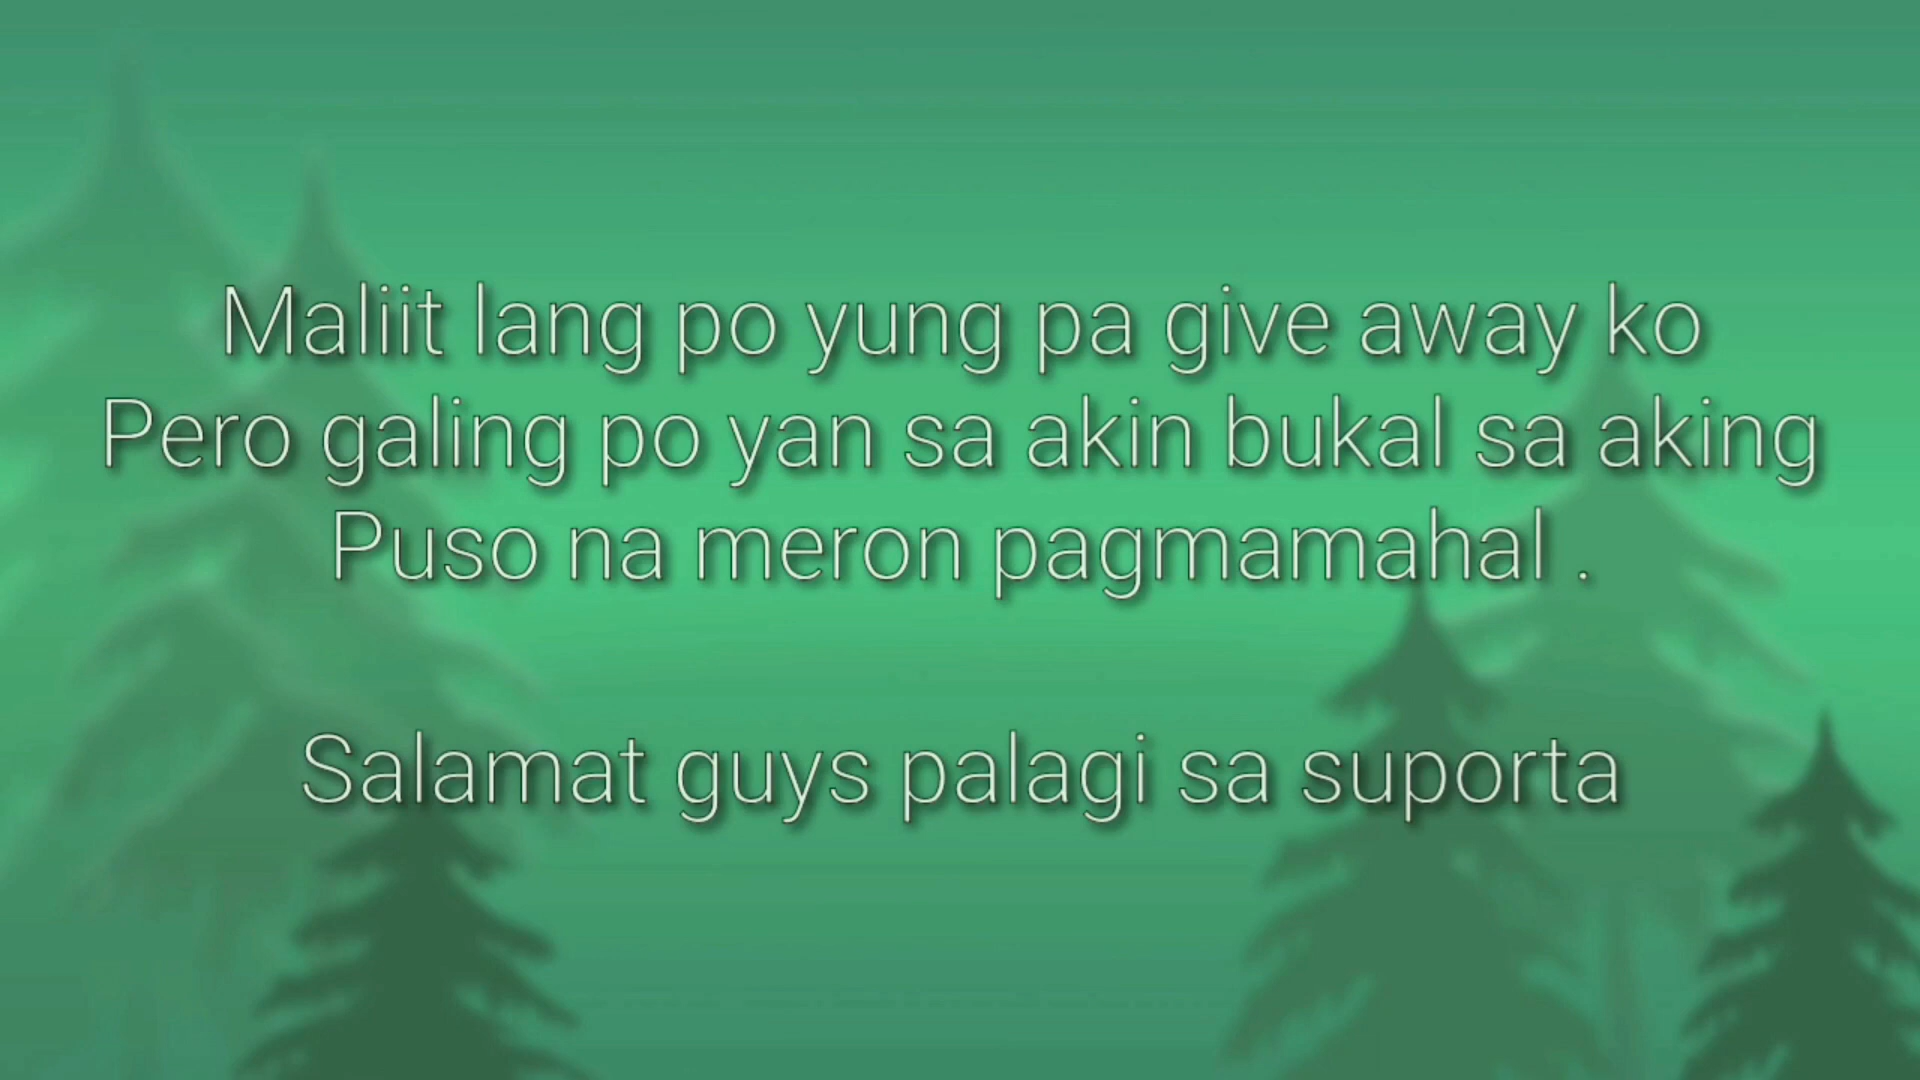 Maliit lang po yung pa give away ko
Pero galing po yan sa akin bukal sa aking
Puso na meron pagmamahal .
Salamat guys palagi sa suporta